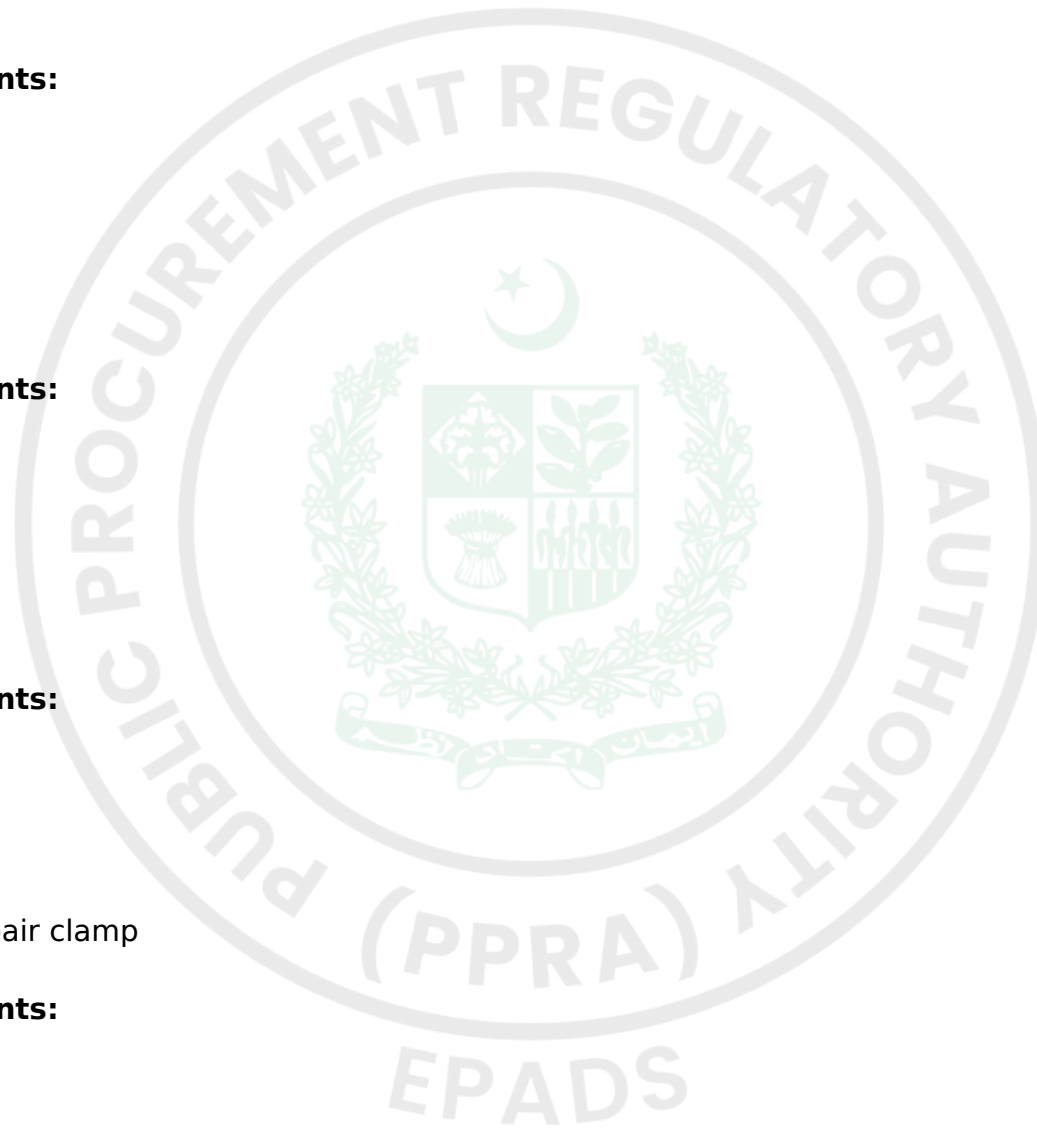 nts:
nts:
nts:
air clamp
nts:
PUBLIC PROCUREMENT REGULATORY AUTHORITY
(PPRA)
EPADS